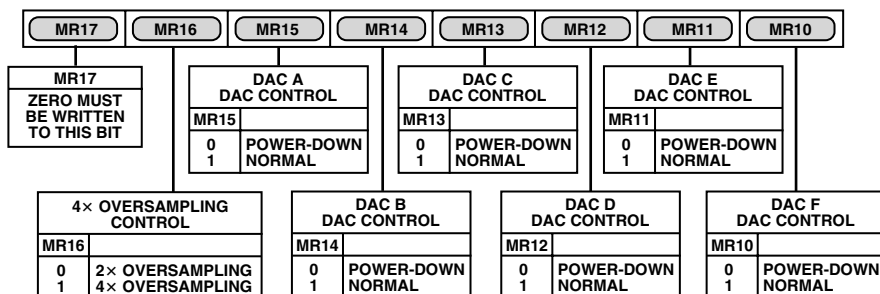 MR17 MR16 MR15 MR14 MR13 MR12 MR11 MR10
MR17
ZERO MUST
BE WRITTEN
TO THIS BIT
DAC A
DAC CONTROL
MR15
0 POWER-DOWN
1 NORMAL
DAC C
DAC CONTROL
MR13
0 POWER-DOWN
1 NORMAL
DAC E
DAC CONTROL
MR11
0 POWER-DOWN
1 NORMAL
4× OVERSAMPLING
CONTROL
MR16
0 2× OVERSAMPLING
1 4× OVERSAMPLING
DAC B
DAC CONTROL
MR14
0 POWER-DOWN
1 NORMAL
DAC D
DAC CONTROL
MR12
0 POWER-DOWN
1 NORMAL
DAC F
DAC CONTROL
MR10
0 POWER-DOWN
1 NORMAL